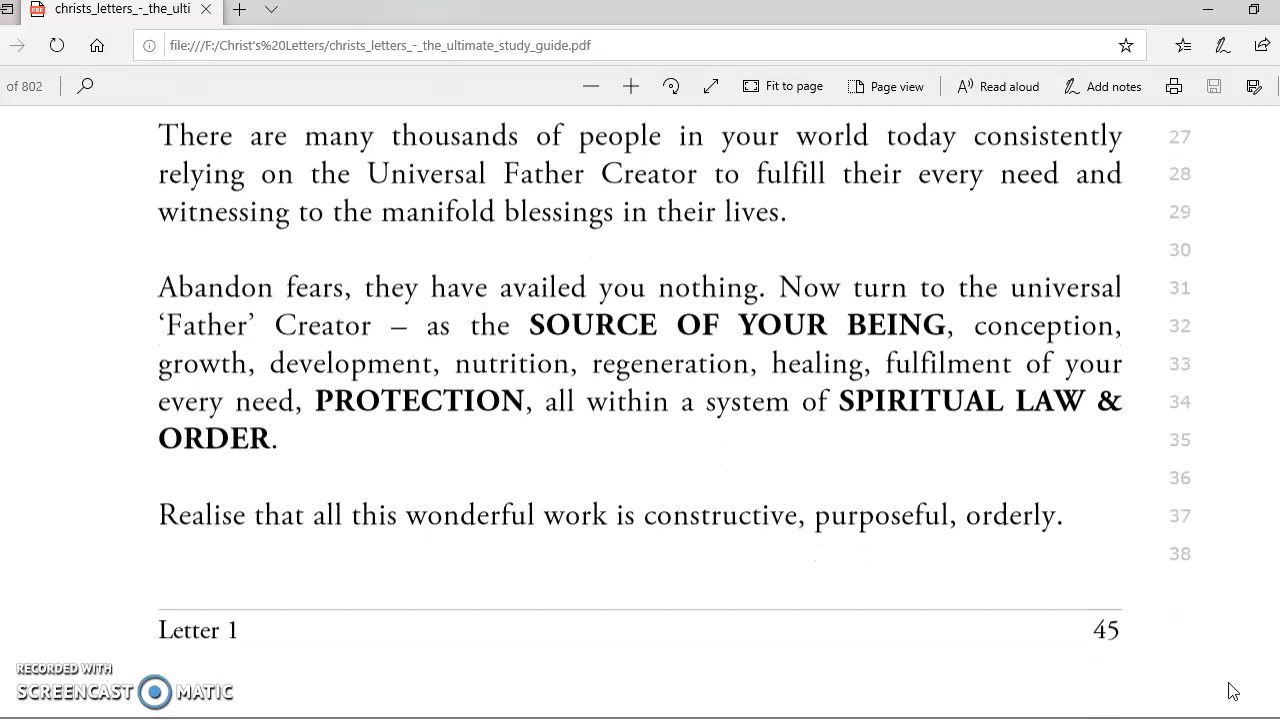 christs_letters_-_the_ulti
file:///F:/Christ's%20Letters/christs_letters_-_the_ultimate_study_guide.pdf
of 802 Fit to page Page view Read aloud Add notes
There are many thousands of people in your world today consistently 27
relying on the Universal Father Creator to fulfill their every need and 28
witnessing to the manifold blessings in their lives. 29
30
Abandon fears, they have availed you nothing. Now turn to the universal 31
‘Father’ Creator – as the SOURCE OF YOUR BEING, conception, 32
growth, development, nutrition, regeneration, healing, fulfilment of your 33
every need, PROTECTION, all within a system of SPIRITUAL LAW & 34
ORDER. 35
36
Realise that all this wonderful work is constructive, purposeful, orderly. 37
38
Letter 1 45
RECORDED WITH
SCREENCAST MATIC